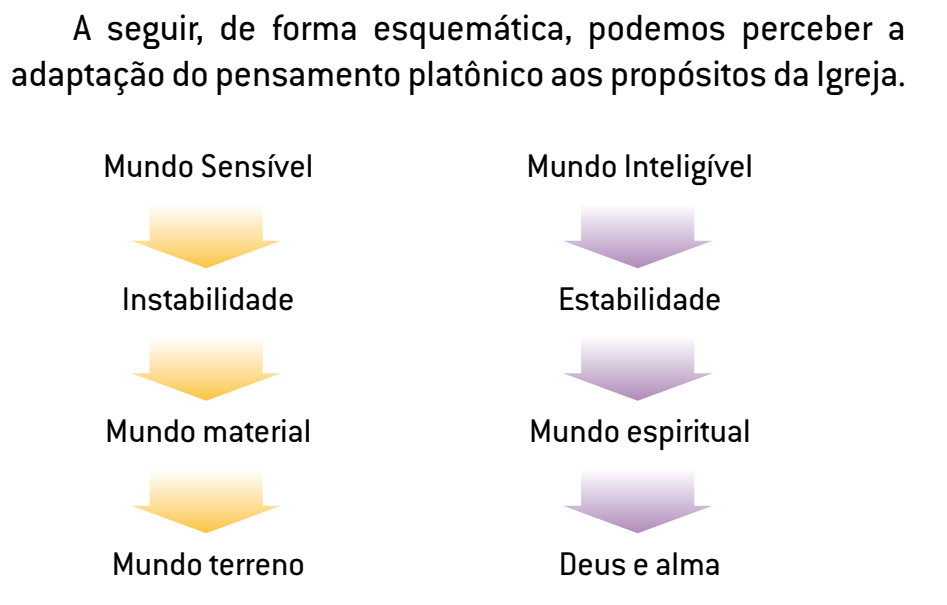 A seguir, de forma esquemática, podemos perceber a
adaptação do pensamento platônico aos propósitos da Igreja.
Mundo Sensível
Instabilidade
Mundo material
Mundo terreno
Mundo Inteligível
Estabilidade
Mundo espiritual
Deus e alma